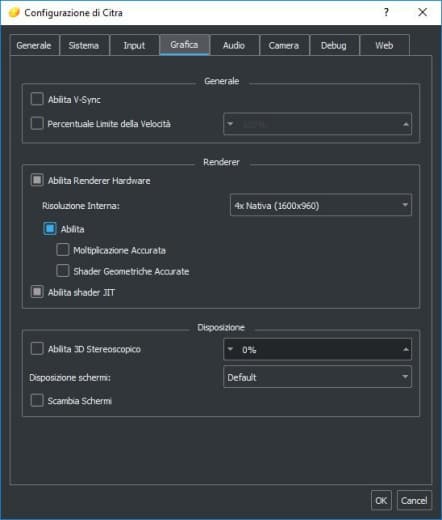 Configurazione di Citra
?
Generale Sistema Input Grafica Audio Camera Debug Web
Generale
Abilita V-Sync
Percentuale Limite della Velocità 100%
Renderer
Abilita Renderer Hardware
Risoluzione Interna: 4x Nativa (1600x960)
Abilita
Moltiplicazione Accurata
Shader Geometriche Accurate
Abilita shader JIT
Disposizione
Abilita 3D Stereoscopico 0%
Disposizione schermi: Default
Scambia Schermi
OK Cancel